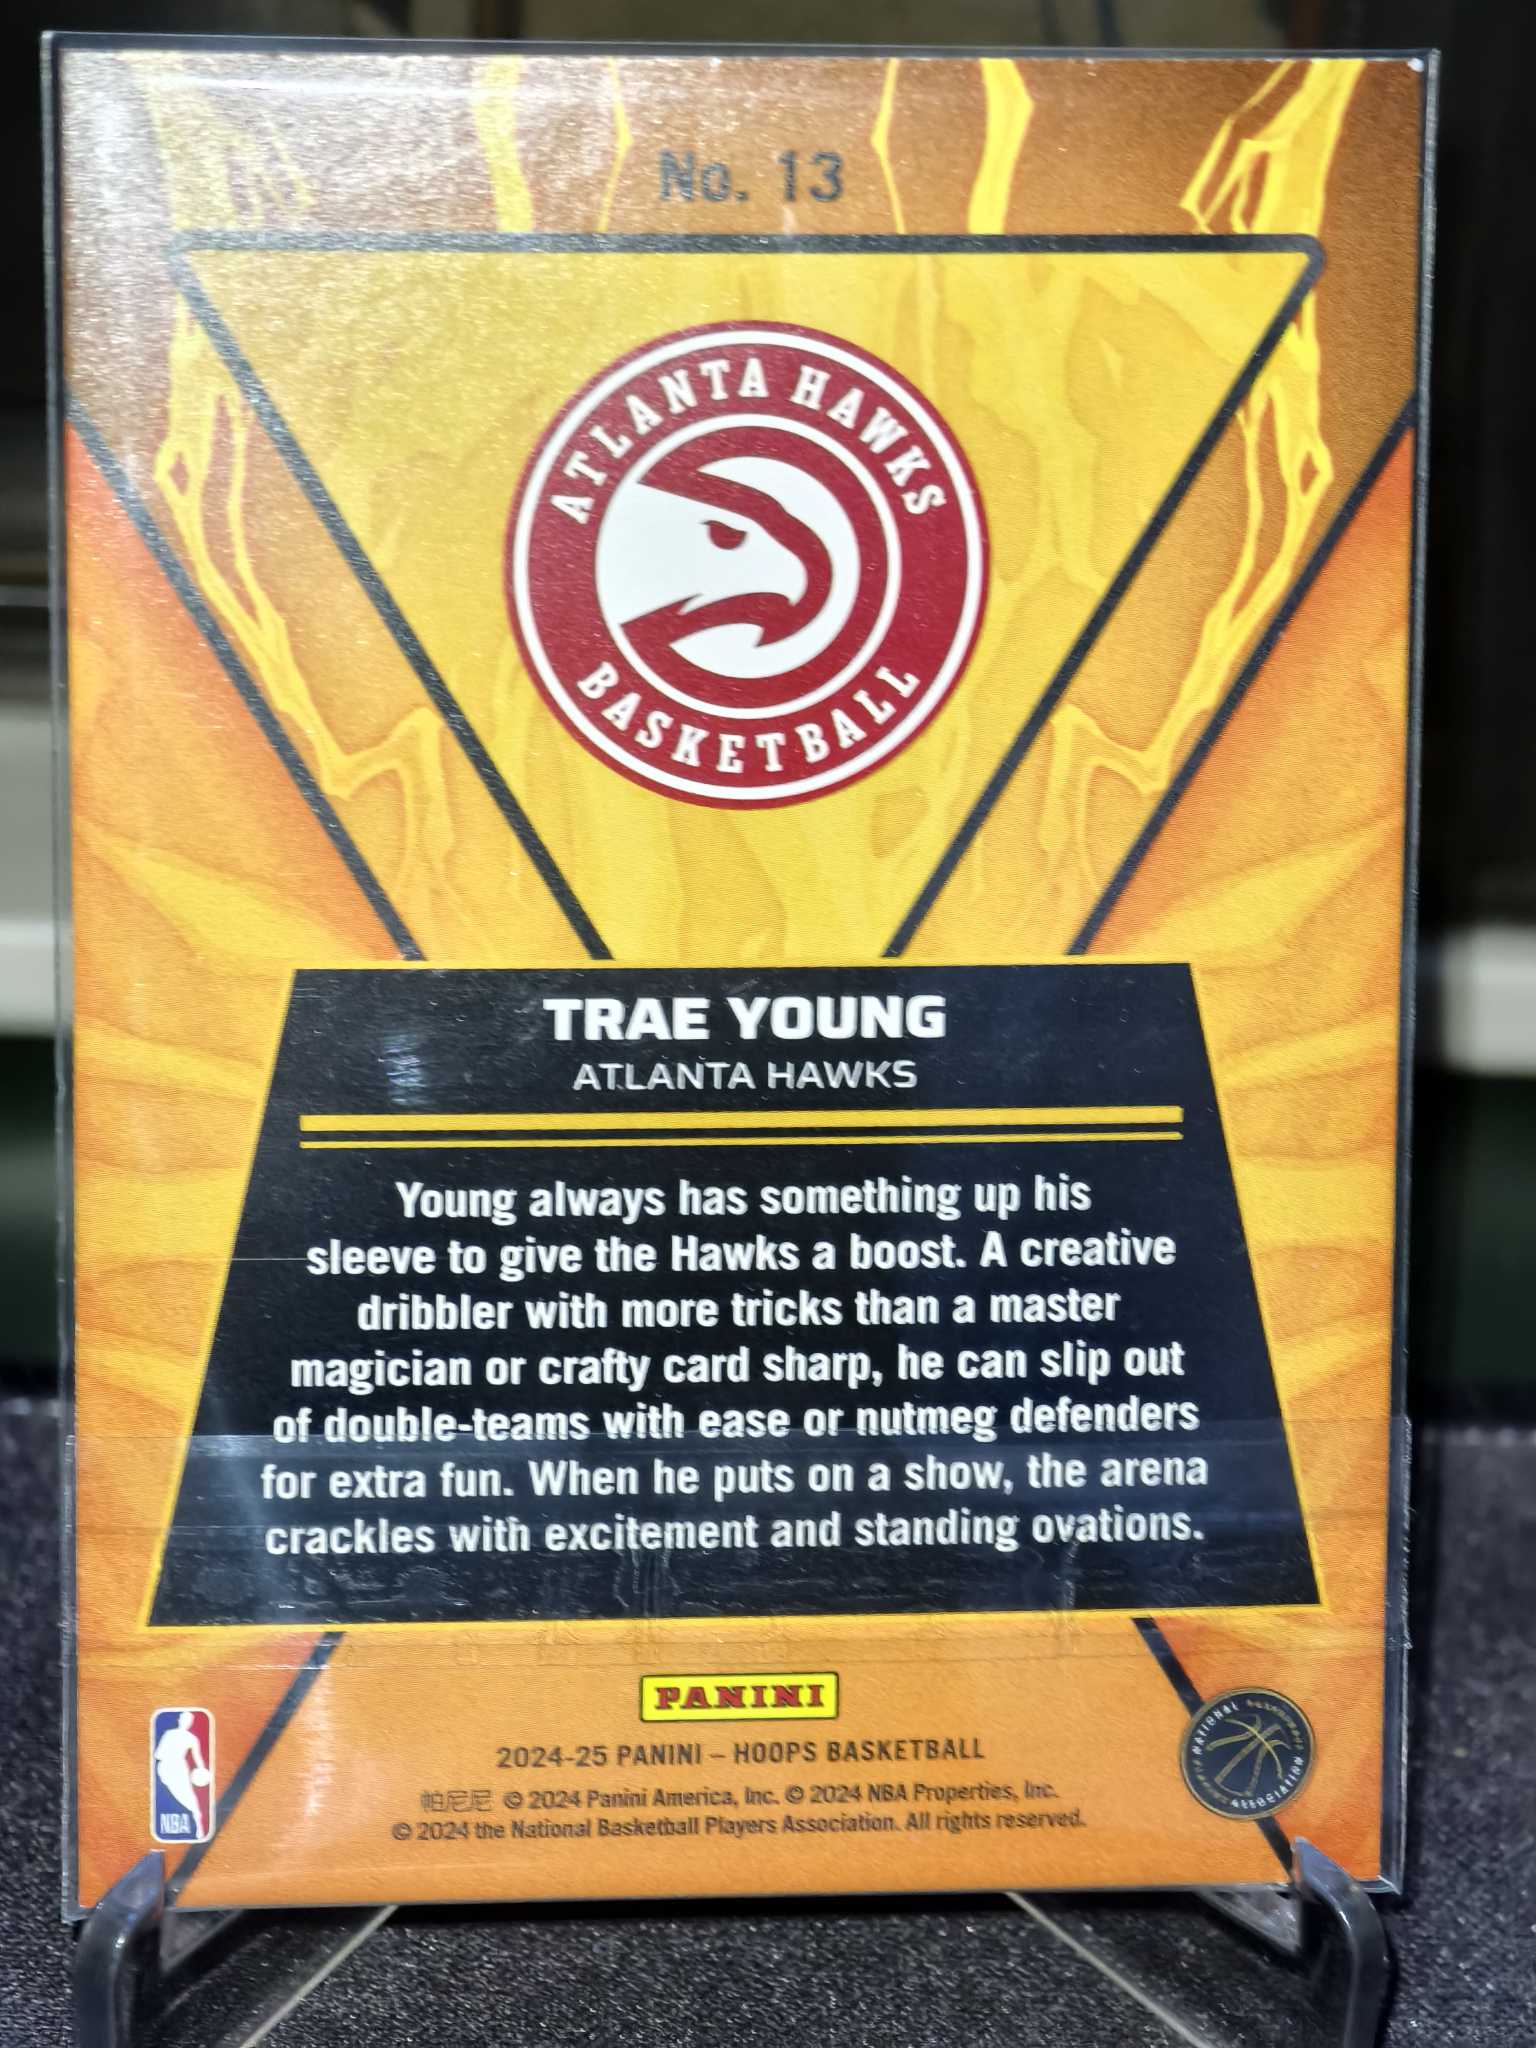 No. 13
ATLANTA HAWKS
BASKETBALL
TRAE YOUNG
ATLANTA HAWKS
Young always has something up his
sleeve to give the Hawks a boost. A creative
dribbler with more tricks than a master
magician or crafty card sharp, he can slip out
of double-teams with ease or nutmeg defenders
for extra fun. When he puts on a show, the arena
crackles with excitement and standing ovations.
PANINI
2024-25 PANINI – HOOPS BASKETBALL
帕尼尼 © 2024 Panini America, Inc. © 2024 NBA Properties, Inc.
© 2024 the National Basketball Players Association. All rights reserved.
NBA
NATIONAL BASKETBALL PLAYERS ASSOCIATION